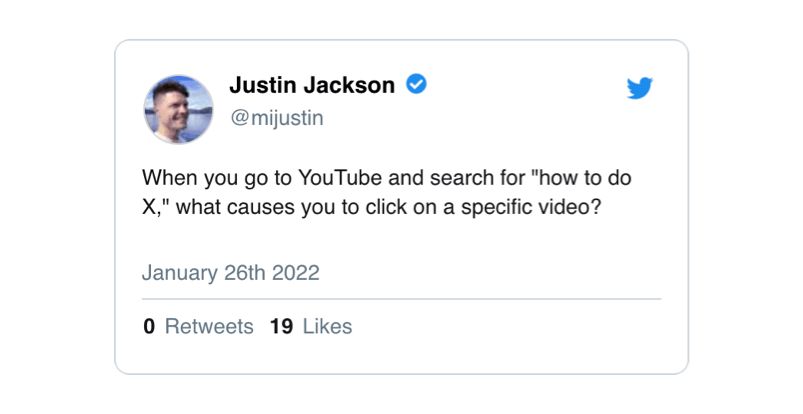 Justin Jackson
@mijustin
When you go to YouTube and search for "how to do
X," what causes you to click on a specific video?
January 26th 2022
0 Retweets 19 Likes